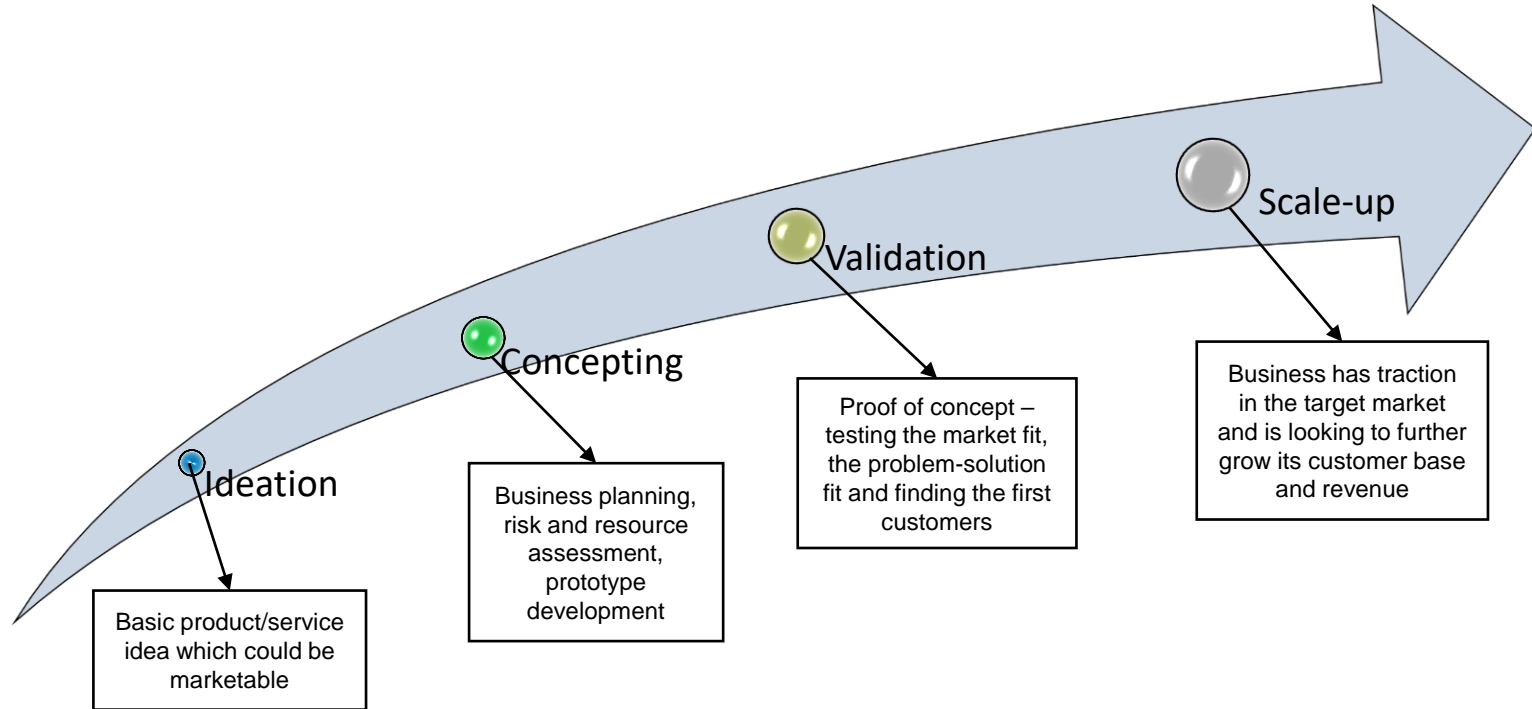 Ideation
Basic product/service
idea which could be
marketable
Concepting
Business planning,
risk and resource
assessment,
prototype
development
Validation
Proof of concept –
testing the market fit,
the problem-solution
fit and finding the first
customers
Scale-up
Business has traction
in the target market
and is looking to further
grow its customer base
and revenue